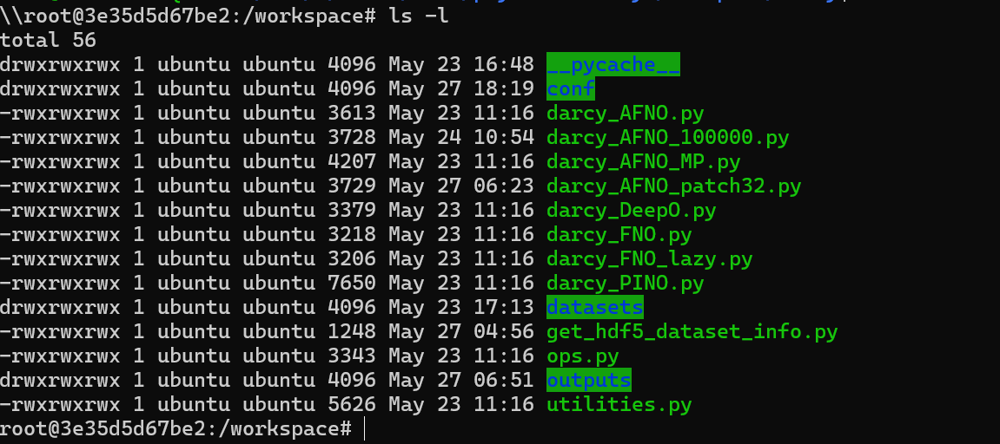 \\root@3e35d5d67be2:/workspace# ls -l
total 56
drwxrwxrwx 1 ubuntu ubuntu 4096 May 23 16:48 __pycache__
drwxrwxrwx 1 ubuntu ubuntu 4096 May 27 18:19 conf
-rwxrwxrwx 1 ubuntu ubuntu 3613 May 23 11:16 darcy_AFNO.py
-rwxrwxrwx 1 ubuntu ubuntu 3728 May 24 10:54 darcy_AFNO_100000.py
-rwxrwxrwx 1 ubuntu ubuntu 4207 May 23 11:16 darcy_AFNO_MP.py
-rwxrwxrwx 1 ubuntu ubuntu 3729 May 27 06:23 darcy_AFNO_patch32.py
-rwxrwxrwx 1 ubuntu ubuntu 3379 May 23 11:16 darcy_DeepO.py
-rwxrwxrwx 1 ubuntu ubuntu 3218 May 23 11:16 darcy_FNO.py
-rwxrwxrwx 1 ubuntu ubuntu 3206 May 23 11:16 darcy_FNO_lazy.py
-rwxrwxrwx 1 ubuntu ubuntu 7650 May 23 11:16 darcy_PINO.py
drwxrwxrwx 1 ubuntu ubuntu 4096 May 23 17:13 datasets
-rwxrwxrwx 1 ubuntu ubuntu 1248 May 27 04:56 get_hdf5_dataset_info.py
-rwxrwxrwx 1 ubuntu ubuntu 3343 May 23 11:16 ops.py
drwxrwxrwx 1 ubuntu ubuntu 4096 May 27 06:51 outputs
-rwxrwxrwx 1 ubuntu ubuntu 5626 May 23 11:16 utilities.py
root@3e35d5d67be2:/workspace#